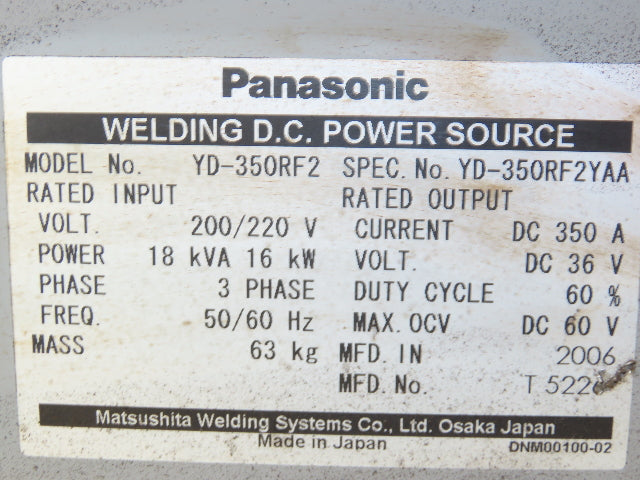 Panasonic
WELDING D.C. POWER SOURCE
MODEL No. YD-350RF2 SPEC. No. YD-350RF2YAA
RATED INPUT RATED OUTPUT
VOLT. 200/220 V CURRENT DC 350 A
POWER 18 kVA 16 kW VOLT. DC 36 V
PHASE 3 PHASE DUTY CYCLE 60 %
FREQ. 50/60 Hz MAX. OCV DC 60 V
MASS 63 kg MFD. IN 2006
MFD. No. T
Matsushita Welding Systems Co., Ltd. Osaka Japan
Made in Japan DNM00100-02